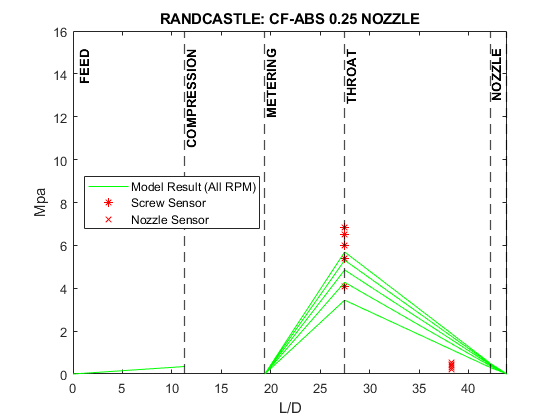 RANDCASTLE: CF-ABS 0.25 NOZZLE
16
14
12
10
8
6
4
2
0
Mpa
FEED
COMPRESSION
METERING
THROAT
NOZZLE
Model Result (All RPM)
Screw Sensor
Nozzle Sensor
0 5 10 15 20 25 30 35 40
L/D